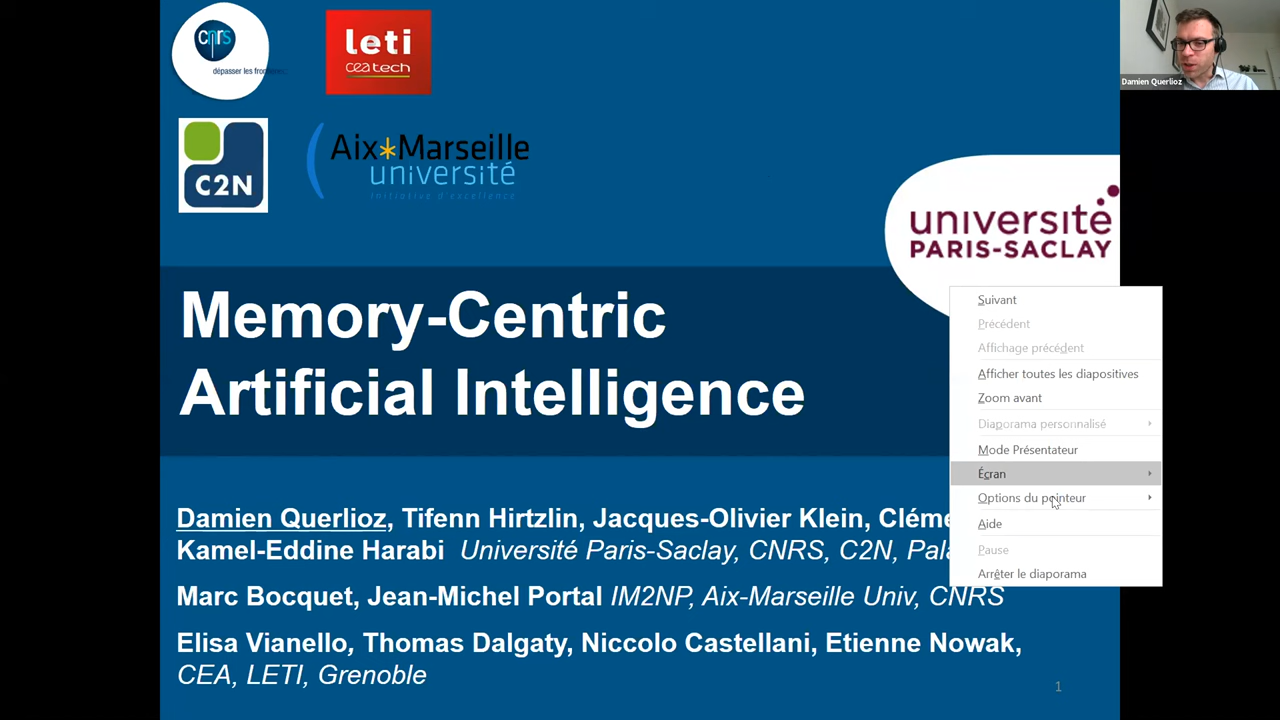 cnrs
dépasser les
leti
ceatech
C2N
Aix*Marseille
université
Initiative d'excellence
université
PARIS-SACLAY
Damien Querlioz
Memory-Centric
Artificial Intelligence
Suivant
Précédent
Affichage précédent
Afficher toutes les diapositives
Zoom avant
Diaporama personnalisé
Mode Présentateur
Écran
Options du pointeur
Aide
Pause
Arrêter le diaporama
Damien Querlioz, Tifenn Hirtzlin, Jacques-Olivier Klein,
Kamel-Eddine Harabi Université Paris-Saclay, CNRS, C2N,
Marc Bocquet, Jean-Michel Portal IM2NP, Aix-Marseille Univ, CNRS
Elisa Vianello, Thomas Dalgaty, Niccolo Castellani, Etienne Nowak,
CEA, LETI, Grenoble
1